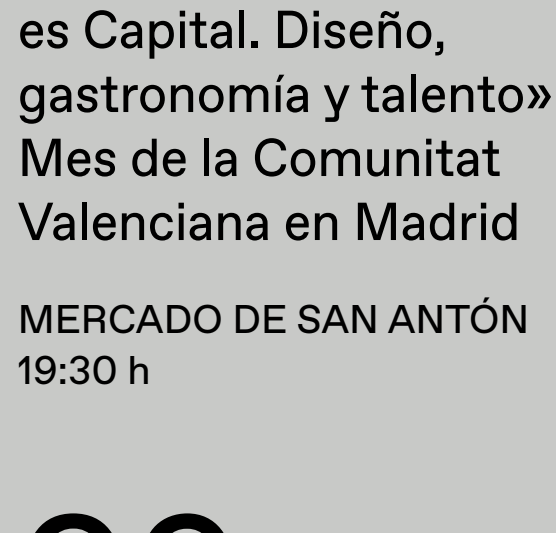 es Capital. Diseño,
gastronomía y talento»
Mes de la Comunitat
Valenciana en Madrid
MERCADO DE SAN ANTÓN
19:30 h